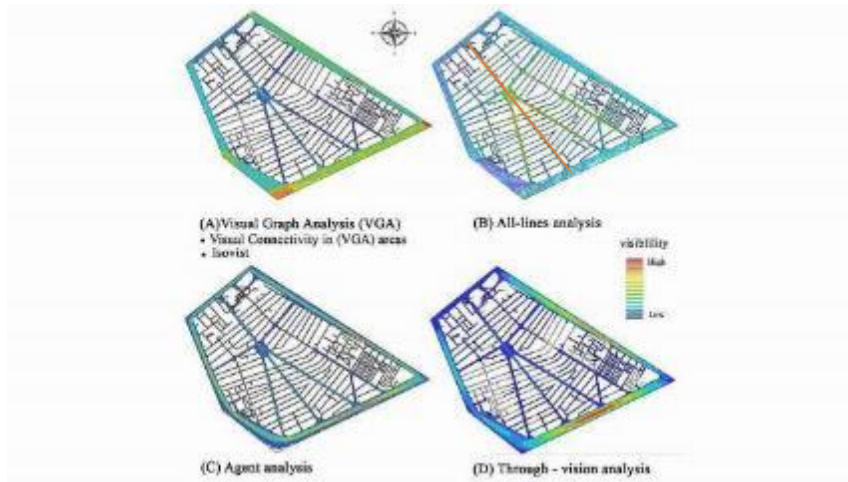 (A)Visual Graph Analysis (VGA)
• Visual Connectivity in (VGA) areas
• Isovist
(B) All-lines analysis
visibility
High
Low
(C) Agent analysis
(D) Through - vision analysis